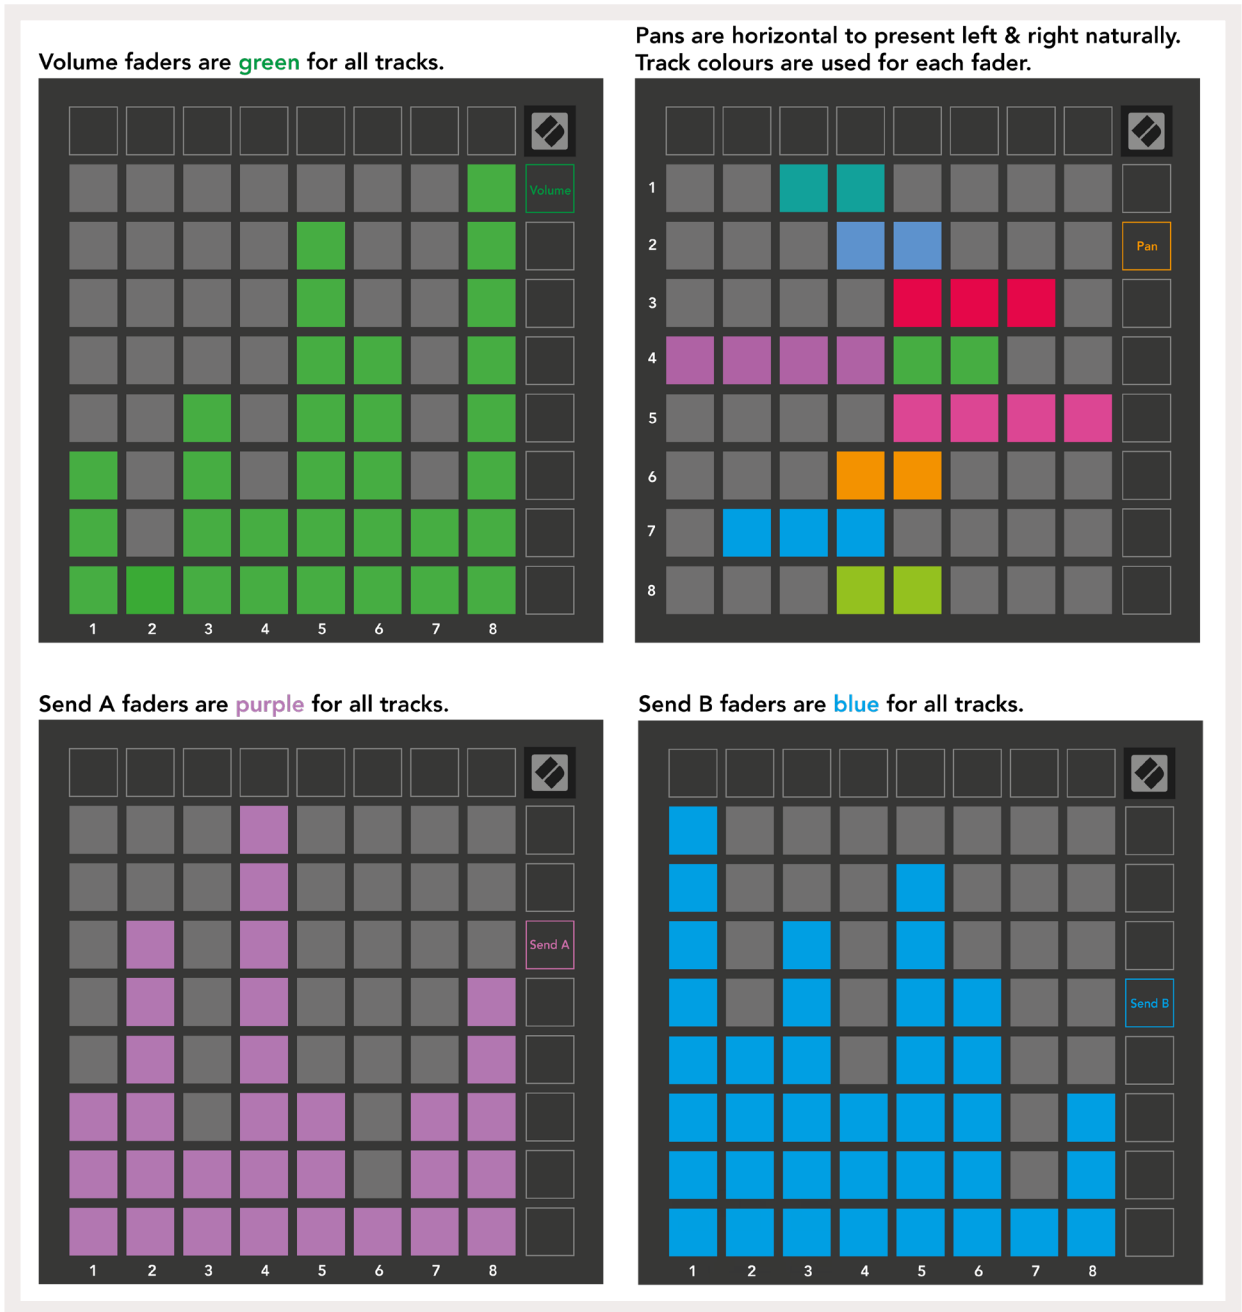 Volume faders are green for all tracks.
Pans are horizontal to present left & right naturally.
Track colours are used for each fader.
Volume
1 2 3 4 5 6 7 8
1
2
Pan
3
4
5
6
7
8
Send A faders are purple for all tracks.
Send A
1 2 3 4 5 6 7 8
Send B faders are blue for all tracks.
Send B
1 2 3 4 5 6 7 8